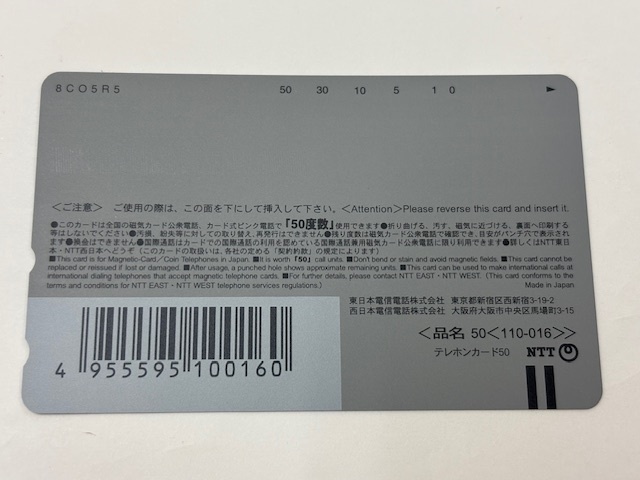 8CO5R5 50 30 10 5 1 0
＜ご注意＞ ご使用の際は、この面を下にして挿入して下さい。＜Attention＞Please reverse this card and insert it.
●このカードは全国の磁気カード公衆電話、カード式ピンク電話で「50度数」使用できます●折り曲げる、汚す、磁気に近づける、裏面へ印刷する
等はしないでください●汚損、紛失等に対しての取り替え、再発行はできません●残り度数は磁気カード公衆電話で確認でき、目安がパンチ穴で表示されま
す●換金はできません●国際通話はカードでの国際通話の利用を認めている国際通話兼用磁気カード公衆電話に限り利用できます●詳しくはNTT東日
本・NTT西日本へどうぞ（このカードの取扱いは、各社の定める「契約約款」の規定によります）
■This card is for Magnetic-Card/Coin Telephones in Japan. ■It is worth「50」call units. ■Don't bend or stain and avoid magnetic fields. ■This card cannot be
replaced or reissued if lost or damaged. ■After usage, a punched hole shows approximate remaining units. ■This card can be used to make international calls at
international dialing telephones that accept magnetic telephone cards. ■For further details, please contact NTT EAST・NTT WEST. (This card conforms to the
terms and conditions for NTT EAST・NTT WEST telephone services regulations.) Made in Japan
東日本電信電話株式会社 東京都新宿区西新宿3-19-2
西日本電信電話株式会社 大阪府大阪市中央区馬場町3-15
＜品名 50＜110-016＞＞
テレホンカード50 NTT
4 955595 100160